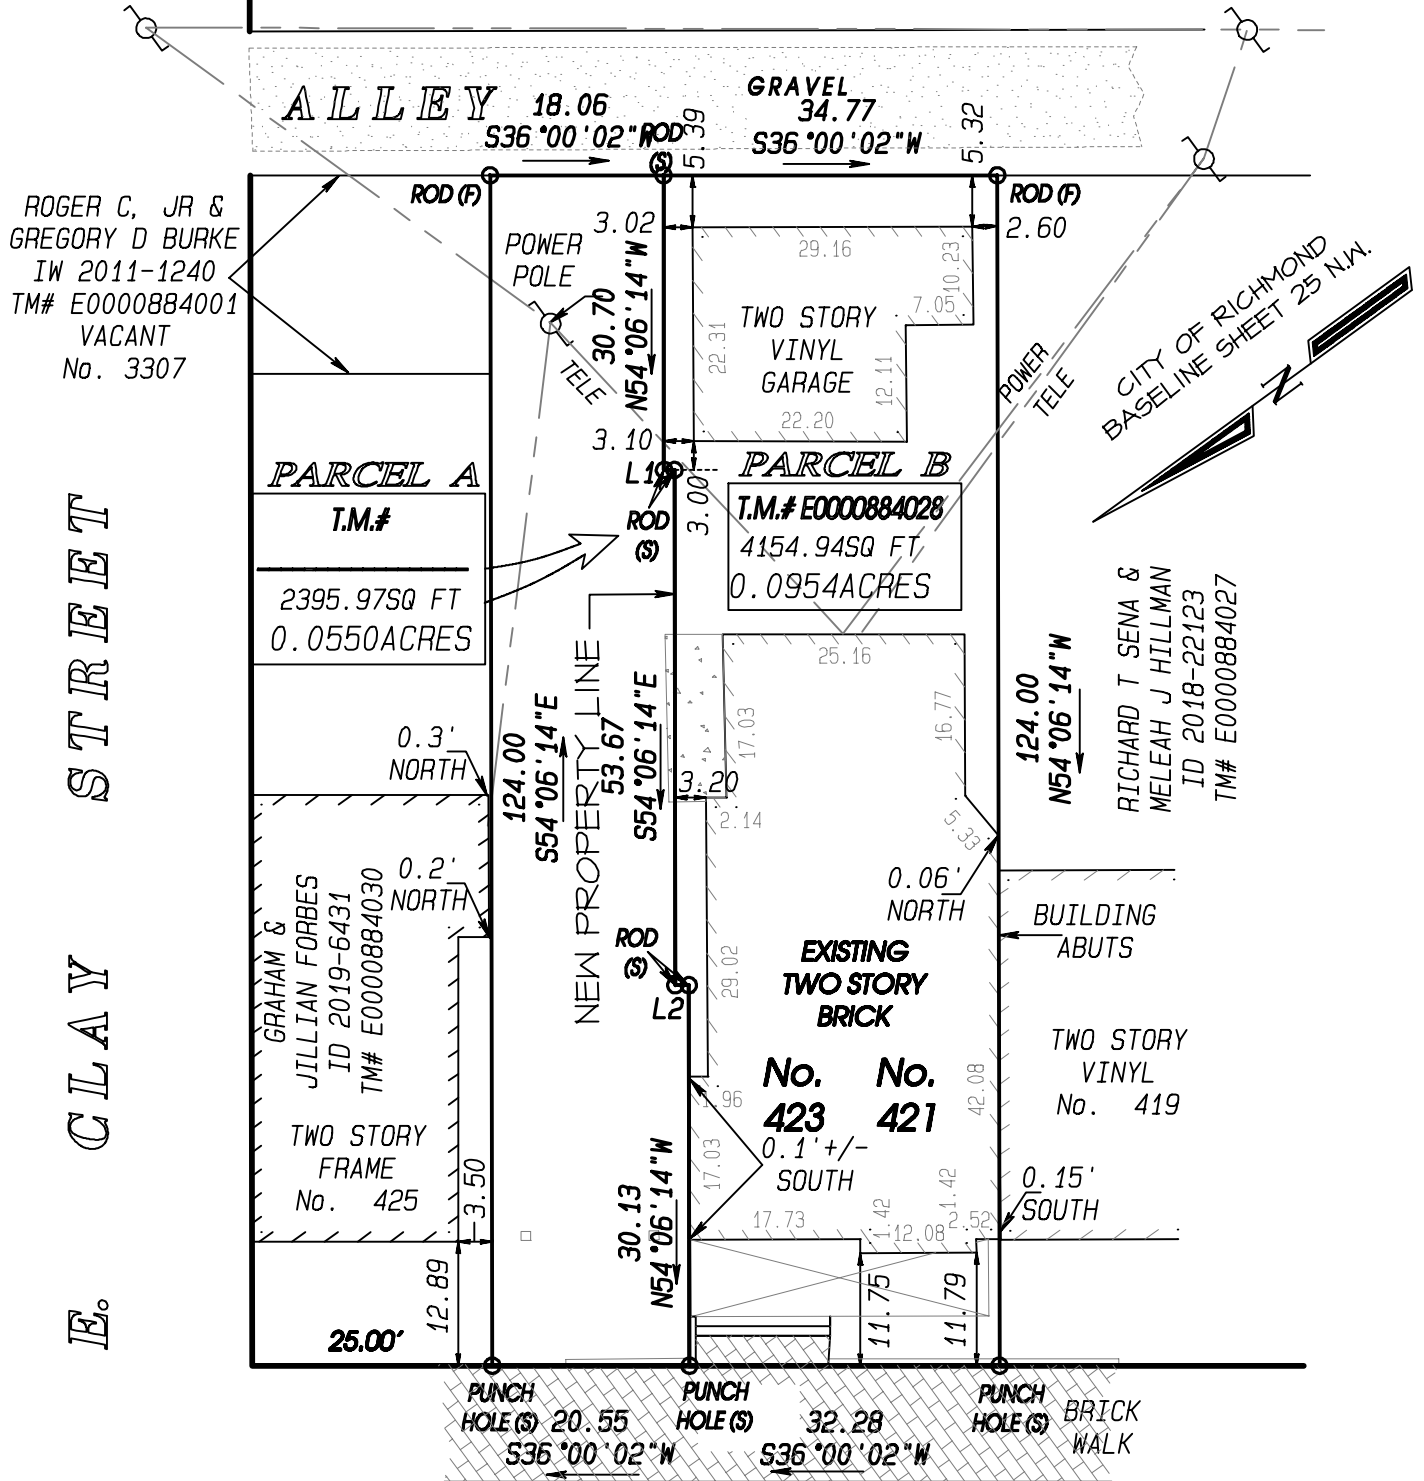 ALLEY
GRAVEL
18.06
S36°00'02"W
34.77
S36°00'02"W
ROD
(S)
5.39
5.32
ROD (F)
ROD (F)
ROGER C, JR &
GREGORY D BURKE
IW 2011-1240
TM# E0000884001
VACANT
No. 3307
POWER
POLE
3.02
2.60
29.16
10.23
7.05
22.31
12.11
22.20
TWO STORY
VINYL
GARAGE
30.70
N54°06'14"W
TELE
POWER
TELE
CITY OF RICHMOND
BASELINE SHEET 25 N.W.
N
3.10
L1
3.00
ROD
(S)
PARCEL A
T.M.#
2395.97SQ FT
0.0550ACRES
PARCEL B
T.M.# E0000884028
4154.94SQ FT
0.0954ACRES
RICHARD T SENA &
MELEAH J HILLMAN
ID 2018-22123
TM# E0000884027
E. CLAY STREET
0.3'
NORTH
0.2'
NORTH
124.00
S54°06'14"E
NEW PROPERTY LINE
53.67
S54°06'14"E
25.16
17.03
16.77
3.20
2.14
5.33
124.00
N54°06'14"W
0.06'
NORTH
BUILDING
ABUTS
GRAHAM &
JILLIAN FORBES
ID 2019-6431
TM# E0000884030
ROD
(S)
L2
29.02
EXISTING
TWO STORY
BRICK
No.
423
No.
421
42.08
TWO STORY
VINYL
No. 419
TWO STORY
FRAME
No. 425
1.96
17.03
0.1'+/-
SOUTH
0.15'
SOUTH
3.50
12.89
30.13
N54°06'14"W
17.73
1.42
12.08
1.42
2.52
11.75
11.79
25.00'
PUNCH
HOLE (S)
PUNCH
HOLE (S)
PUNCH
HOLE (S)
20.55
S36°00'02"W
32.28
S36°00'02"W
BRICK
WALK